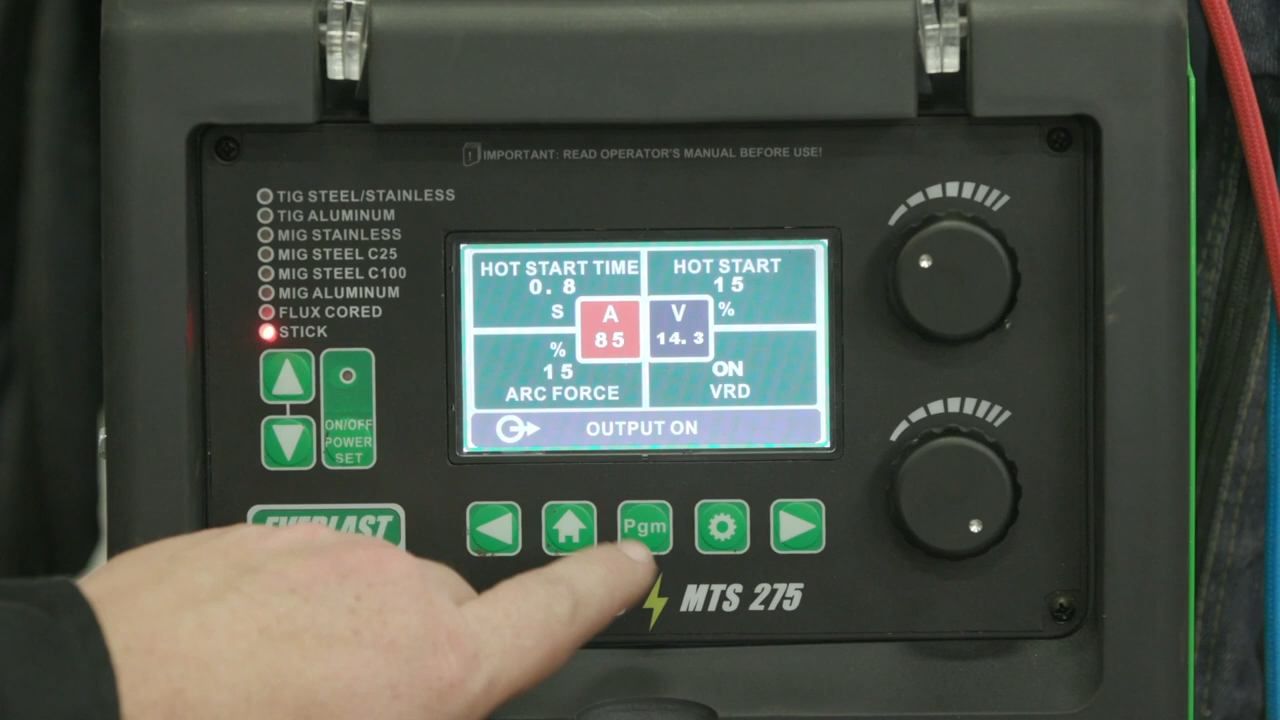 IMPORTANT: READ OPERATOR'S MANUAL BEFORE USE!
TIG STEEL/STAINLESS
TIG ALUMINUM
MIG STAINLESS
MIG STEEL C25
MIG STEEL C100
MIG ALUMINUM
FLUX CORED
STICK
ON/OFF
POWER
SET
HOT START TIME
0.8
S
HOT START
15
%
A
85
V
14.3
%
15
ARC FORCE
ON
VRD
OUTPUT ON
EVERLAST
Pgm
MTS 275